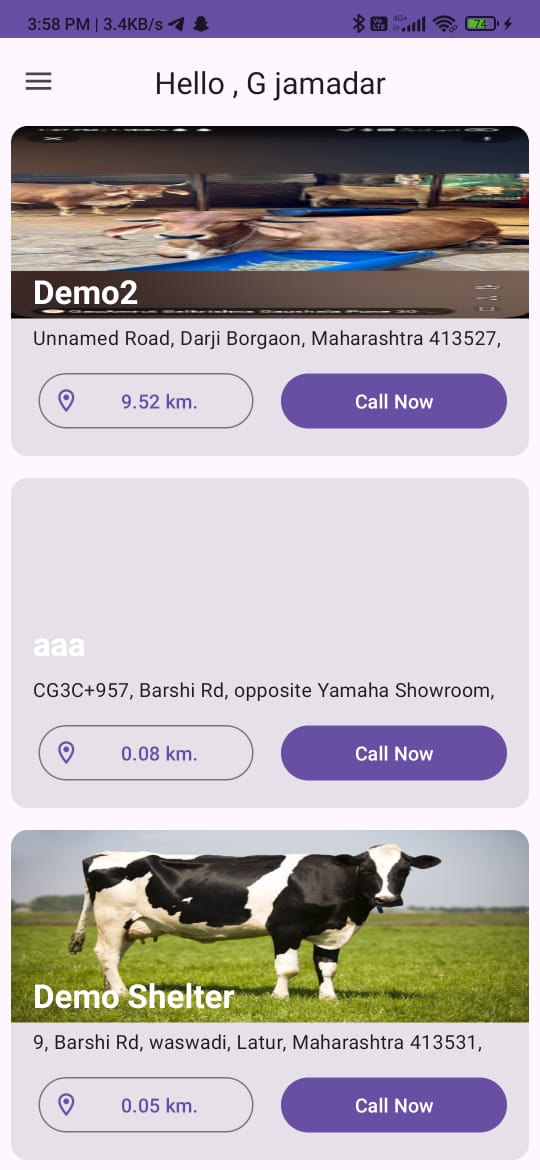 3:58 PM | 3.4KB/s
4G+
74
Hello , G jamadar
Demo2
Unnamed Road, Darji Borgaon, Maharashtra 413527,
9.52 km.
Call Now
aaa
CG3C+957, Barshi Rd, opposite Yamaha Showroom,
0.08 km.
Call Now
Demo Shelter
9, Barshi Rd, waswadi, Latur, Maharashtra 413531,
0.05 km.
Call Now